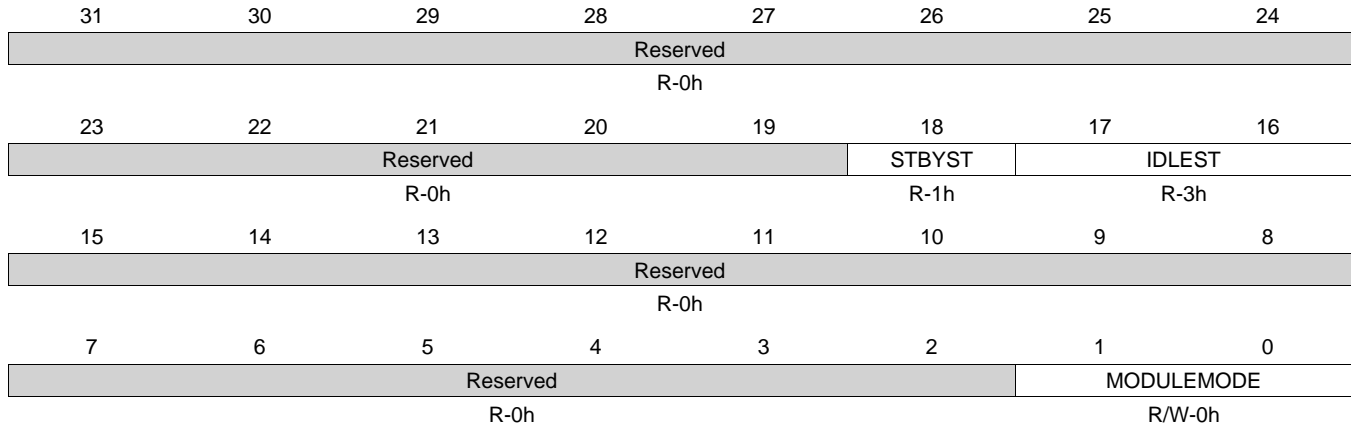 31 30 29 28 27 26 25 24
Reserved
R-0h
23 22 21 20 19 18 17 16
Reserved STBYST IDLEST
R-0h R-1h R-3h
15 14 13 12 11 10 9 8
Reserved
R-0h
7 6 5 4 3 2 1 0
Reserved MODULEMODE
R-0h R/W-0h